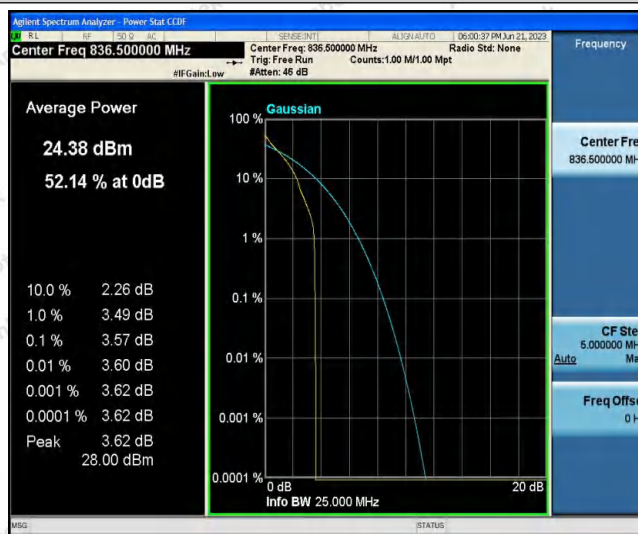 Agilent Spectrum Analyzer - Power Stat CCDF
RL RF 50 Ω AC SENSE:INT ALIGN AUTO 06:00:37 PM Jun 21, 2023
Center Freq 836.500000 MHz
Center Freq: 836.500000 MHz Radio Std: None
Trig: Free Run Counts:1.00 M/1.00 Mpt
#IFGain:Low #Atten: 46 dB
Frequency
Average Power
24.38 dBm
52.14 % at 0dB
10.0 % 2.26 dB
1.0 % 3.49 dB
0.1 % 3.57 dB
0.01 % 3.60 dB
0.001 % 3.62 dB
0.0001 % 3.62 dB
Peak 3.62 dB
28.00 dBm
Gaussian
100 %
10 %
1 %
0.1 %
0.01 %
0.001 %
0.0001 %
0 dB 20 dB
Info BW 25.000 MHz
Center Fre
836.500000 MH
CF Ste
5.000000 MH
Auto Ma
Freq Offse
0 H
MSG STATUS